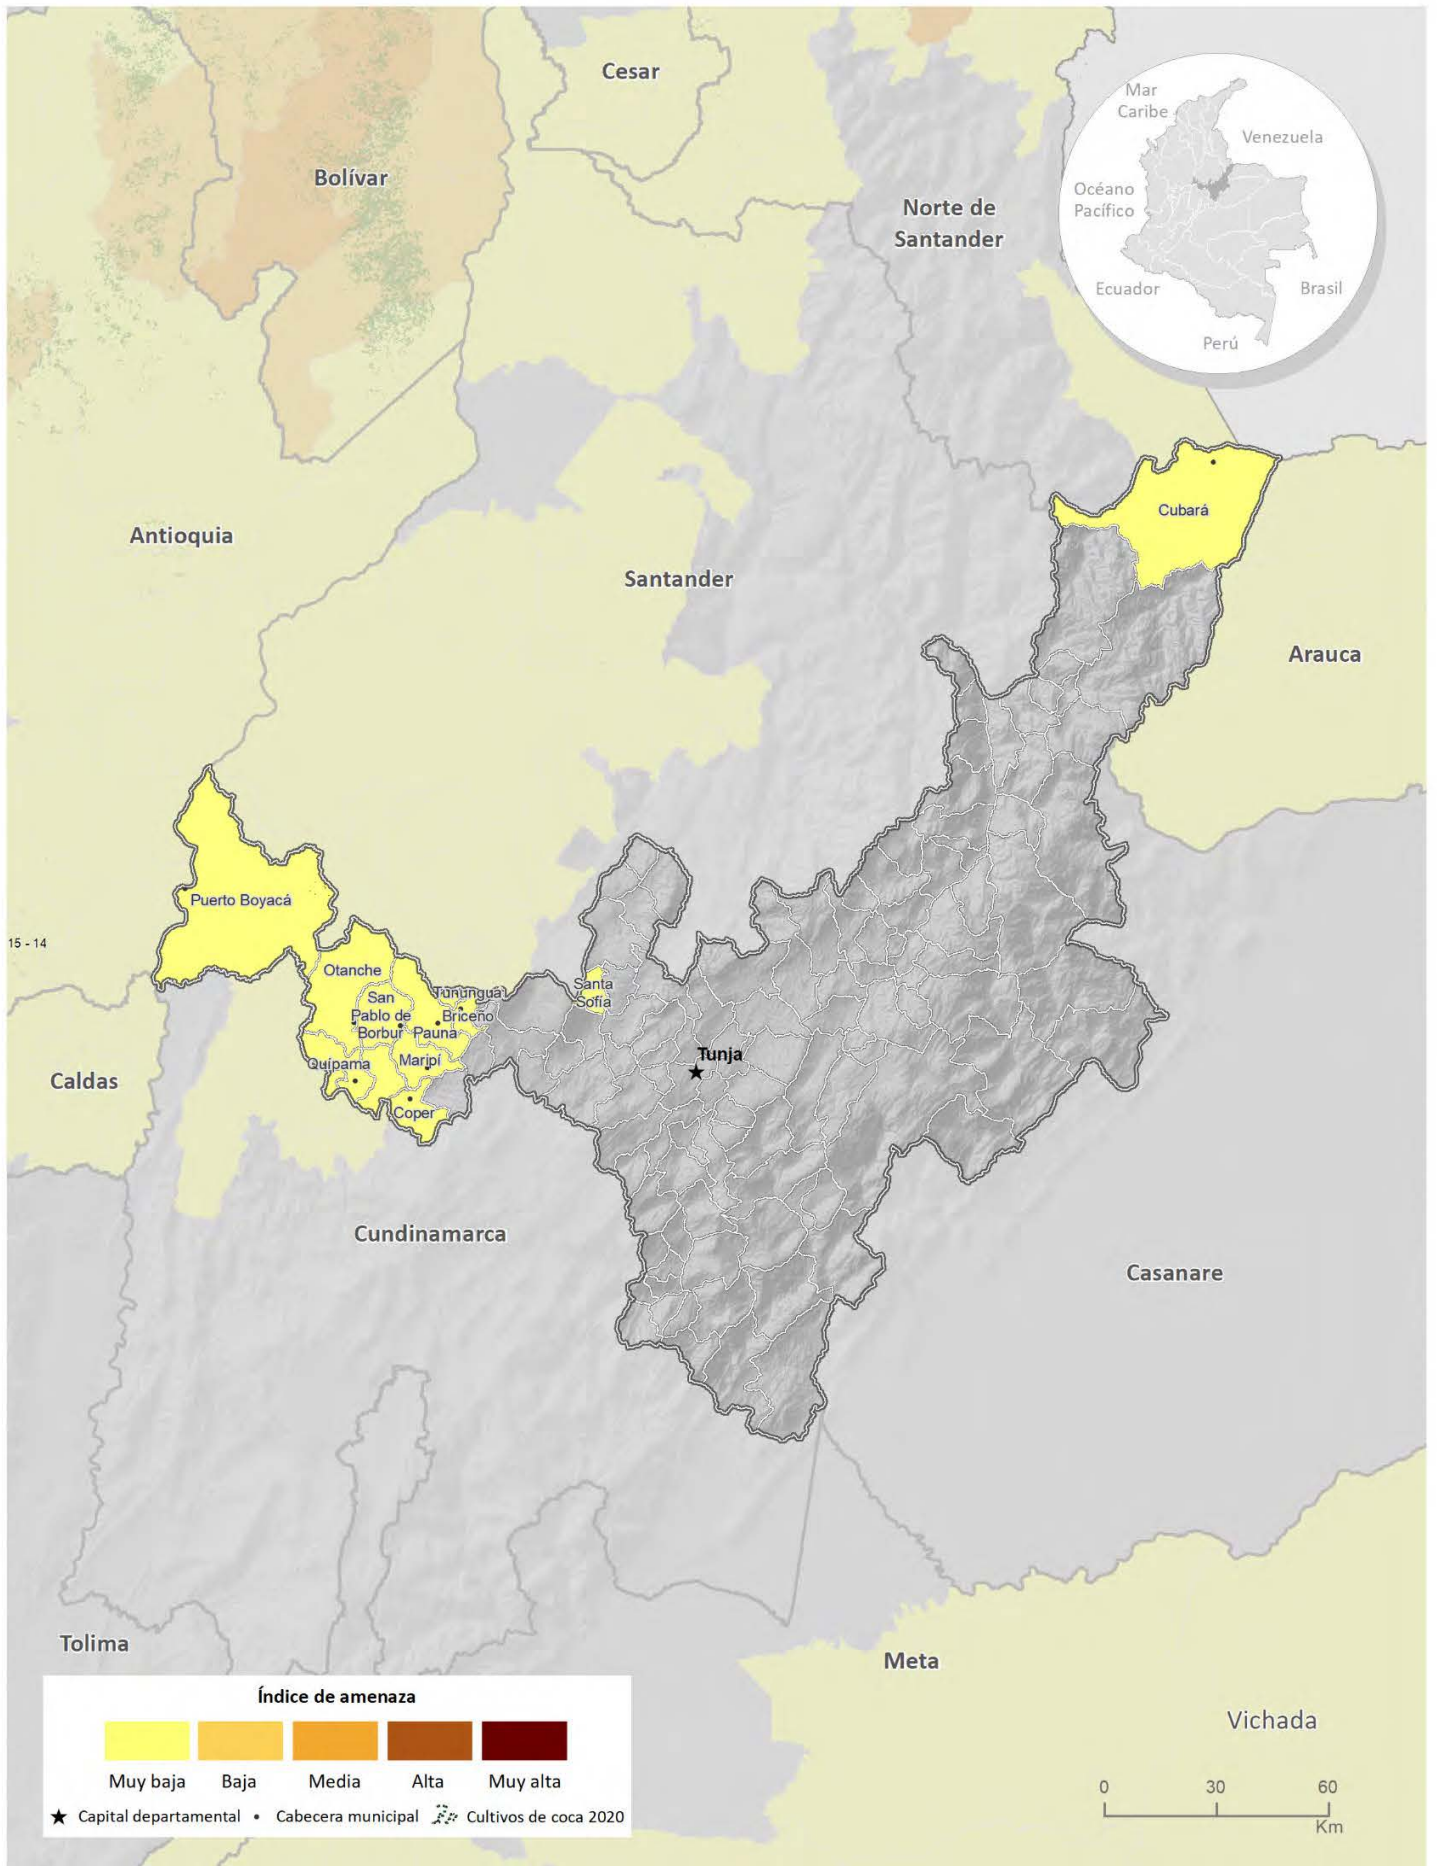 Cesar
Mar
Caribe
Venezuela
Bolívar
Océano
Pacífico
Norte de
Santander
Ecuador
Brasil
Perú
Cubará
Antioquia
Santander
Arauca
Puerto Boyacá
15 - 14
Otanche
San
Pablo de
Borbur
Tununguá
Briceño
Pauna
Santa
Sofía
Quípama
Maripí
Tunja
Caldas
Coper
Cundinamarca
Casanare
Tolima
Meta
Vichada
Índice de amenaza
Muy baja Baja Media Alta Muy alta
Capital departamental Cabecera municipal Cultivos de coca 2020
0 30 60
Km